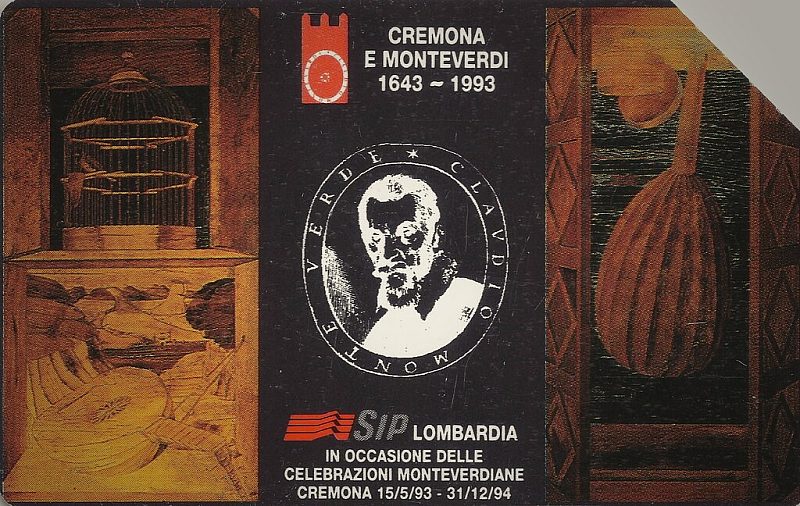 CREMONA
E MONTEVERDI
1643 ~ 1993
CLAVDIO MONTEVERDE *
SIP LOMBARDIA
IN OCCASIONE DELLE
CELEBRAZIONI MONTEVERDIANE
CREMONA 15/5/93 - 31/12/94